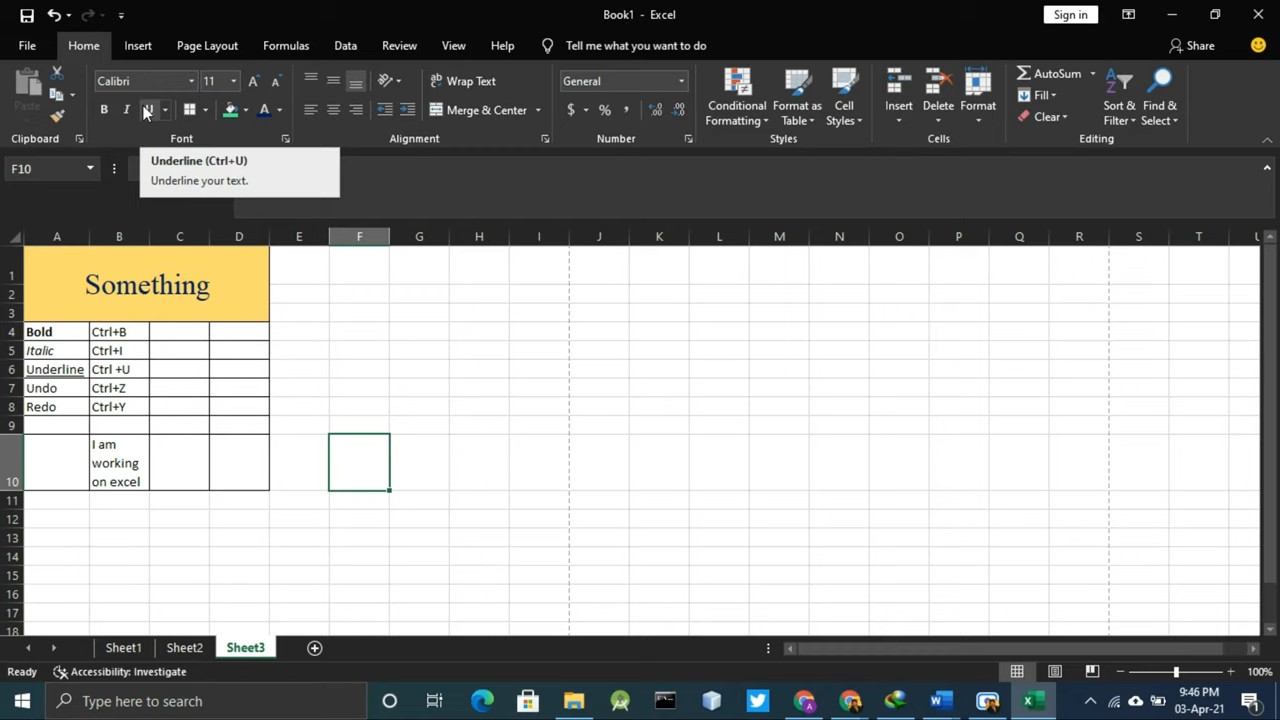 Book1 - Excel
Sign in
File Home Insert Page Layout Formulas Data Review View Help Tell me what you want to do Share
Paste
Calibri 11
B I U
Wrap Text
Merge & Center
General
$ % ,
Conditional Formatting
Format as Table
Cell Styles
Insert
Delete
Format
AutoSum
Fill
Clear
Sort & Filter
Find & Select
Clipboard Font Alignment Number Styles Cells Editing
F10
Underline (Ctrl+U)
Underline your text.
A B C D E F G H I J K L M N O P Q R S T U
1
Something
2
3
4 Bold Ctrl+B
5 Italic Ctrl+I
6 Underline Ctrl +U
7 Undo Ctrl+Z
8 Redo Ctrl+Y
9
I am
working
10 on excel
11
12
13
14
15
16
17
18
Sheet1 Sheet2 Sheet3
Ready Accessibility: Investigate 100%
Type here to search
9:46 PM
03-Apr-21
1